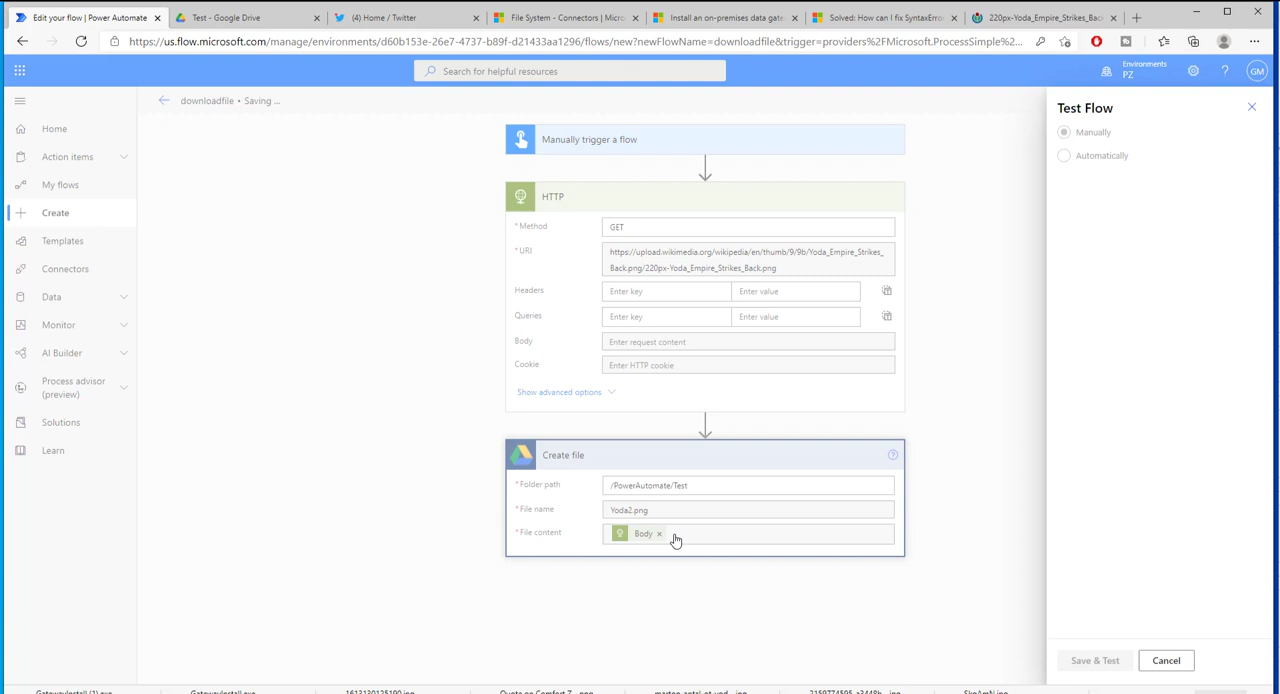 Edit your flow | Power Automate
Test - Google Drive
(4) Home / Twitter
File System - Connectors | Micro
Install an on-premises data gate
Solved: How can I fix SyntaxError
220px-Yoda_Empire_Strikes_Back
https://us.flow.microsoft.com/manage/environments/d60b153e-26e7-4737-b89f-d21433aa1296/flows/new?newFlowName=downloadfile&trigger=providers%2FMicrosoft.ProcessSimple%2...
Search for helpful resources
Environments
PZ
GM
downloadfile • Saving ...
Home
Action items
My flows
Create
Templates
Connectors
Data
Monitor
AI Builder
Process advisor
(preview)
Solutions
Learn
Manually trigger a flow
HTTP
* Method
GET
* URI
https://upload.wikimedia.org/wikipedia/en/thumb/9/9b/Yoda_Empire_Strikes_
Back.png/220px-Yoda_Empire_Strikes_Back.png
Headers
Enter key
Enter value
Queries
Enter key
Enter value
Body
Enter request content
Cookie
Enter HTTP cookie
Show advanced options
Create file
* Folder path
/PowerAutomate/Test
* File name
Yoda2.png
* File content
Body
Test Flow
Manually
Automatically
Save & Test
Cancel